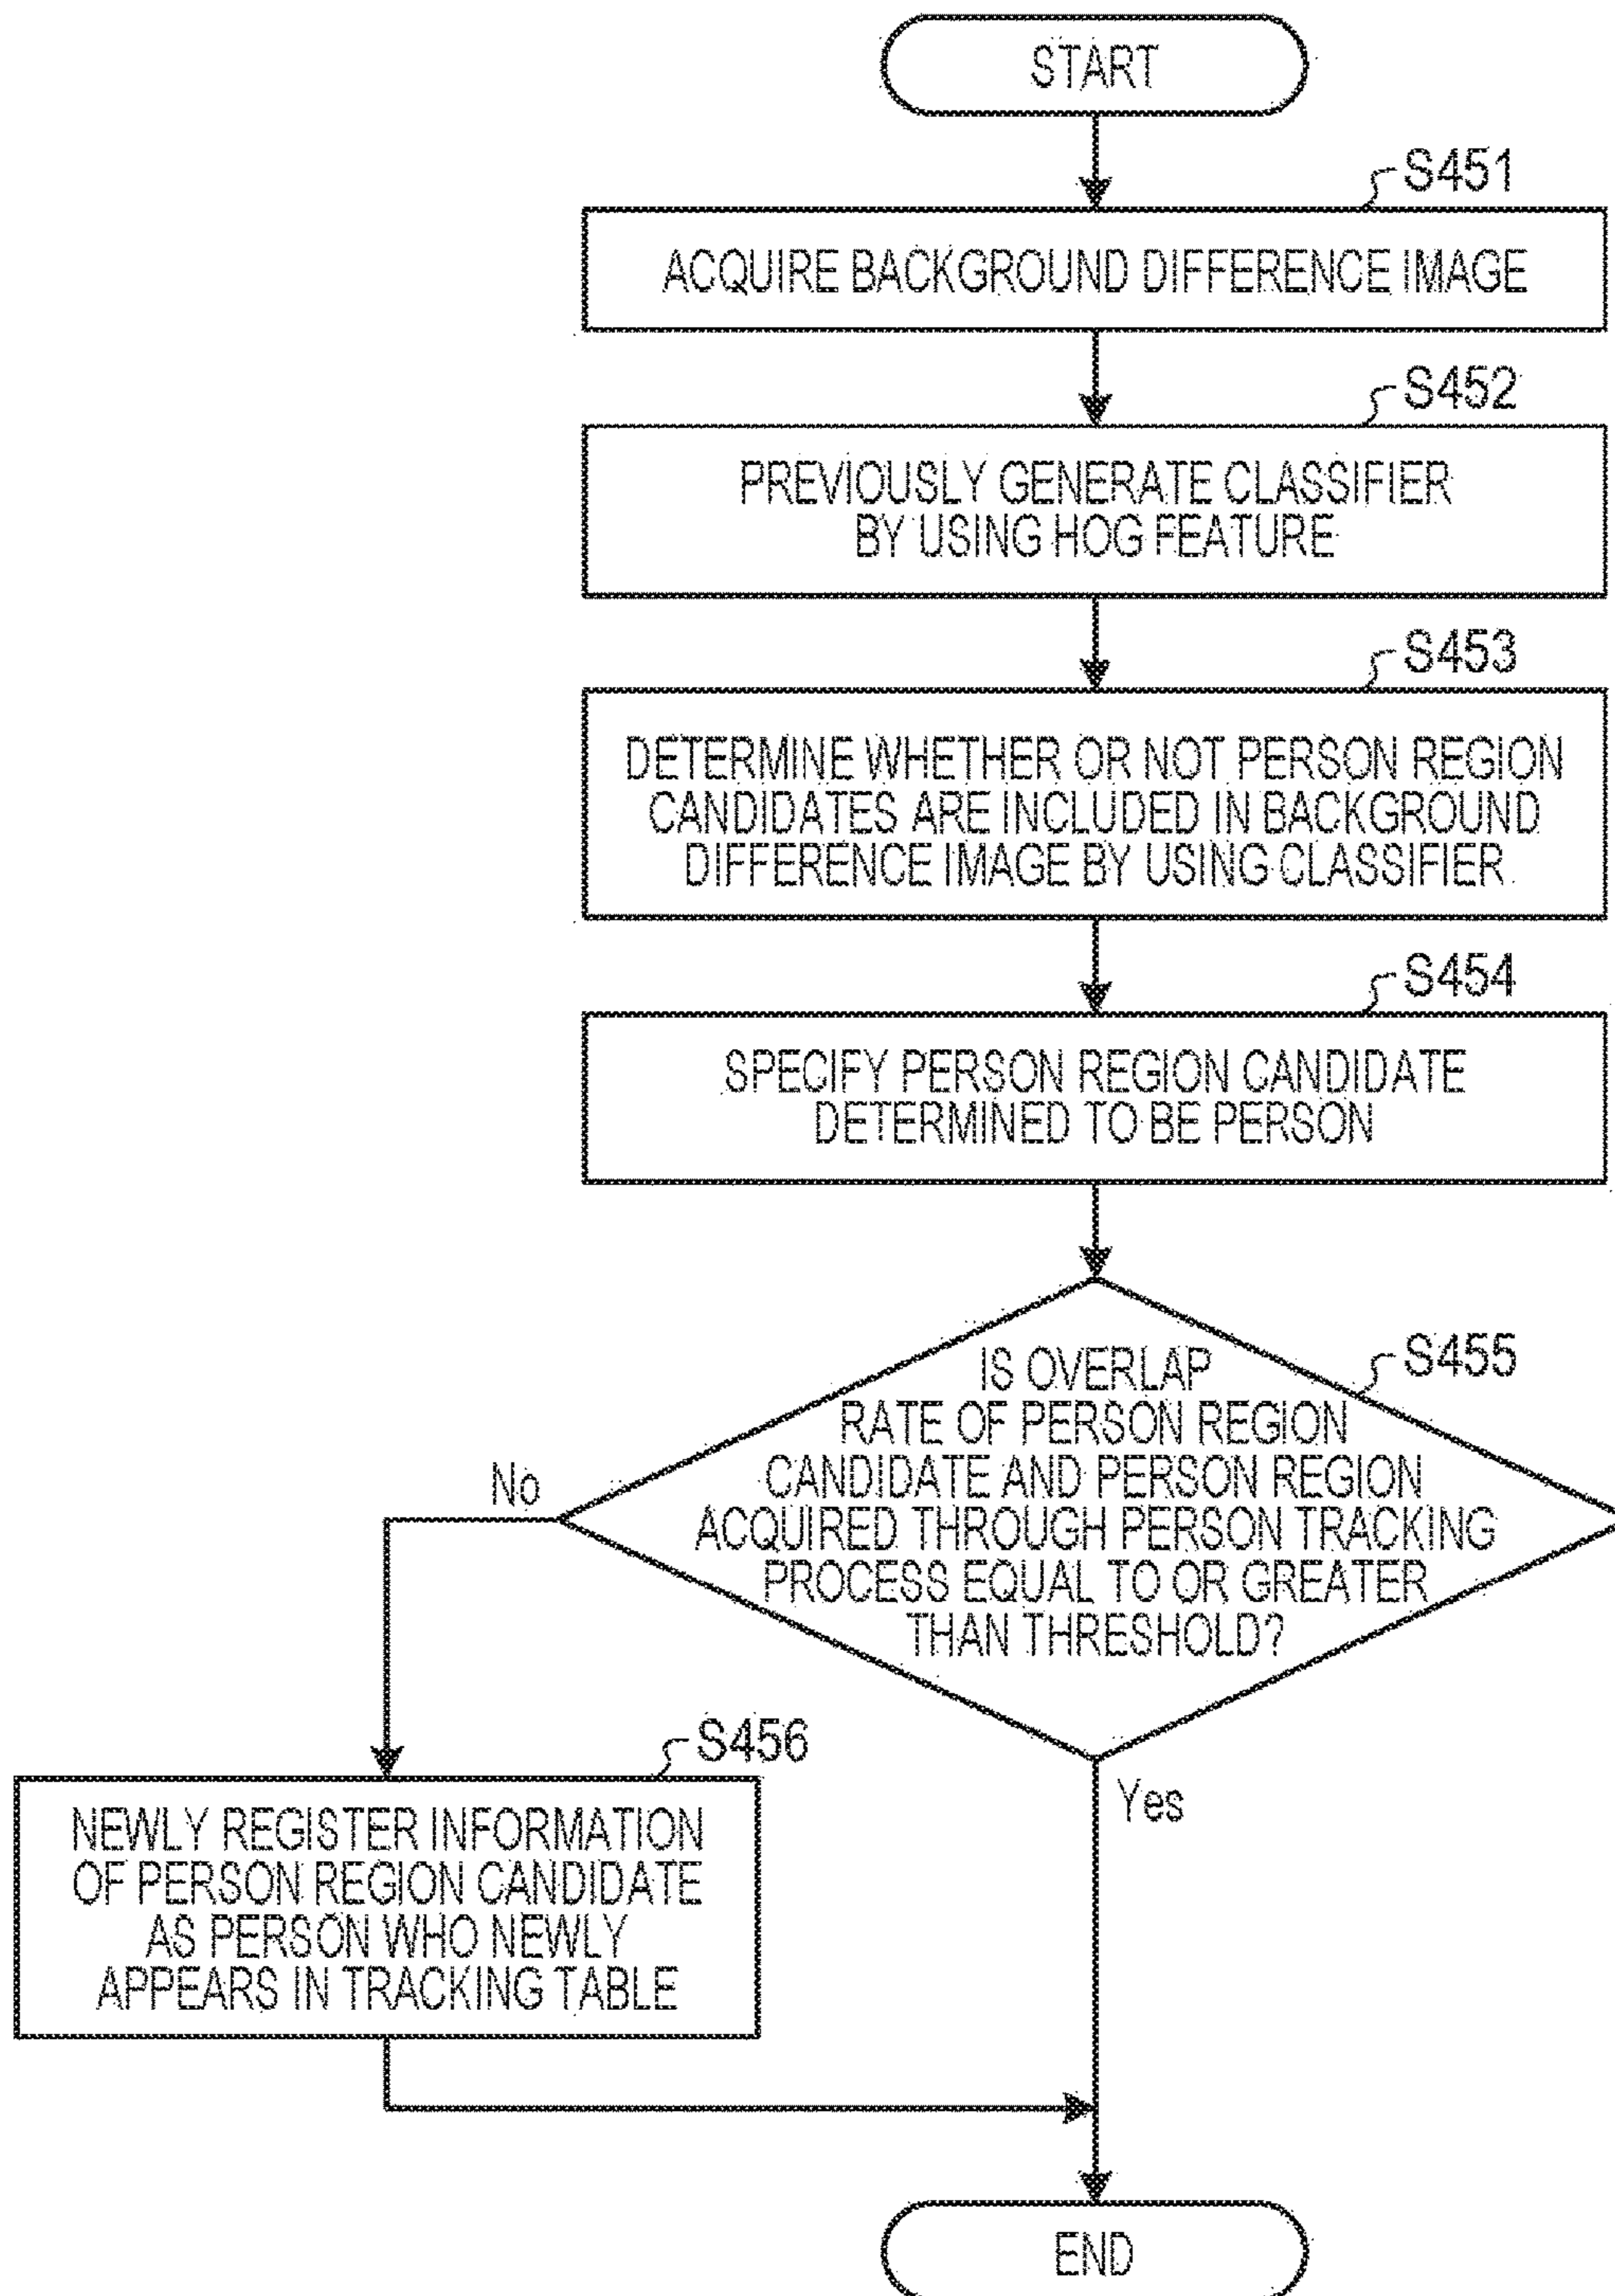 START
S451
ACQUIRE BACKGROUND DIFFERENCE IMAGE
S452
PREVIOUSLY GENERATE CLASSIFIER
BY USING HOG FEATURE
S453
DETERMINE WHETHER OR NOT PERSON REGION
CANDIDATES ARE INCLUDED IN BACKGROUND
DIFFERENCE IMAGE BY USING CLASSIFIER
S454
SPECIFY PERSON REGION CANDIDATE
DETERMINED TO BE PERSON
S455
IS OVERLAP
RATE OF PERSON REGION
CANDIDATE AND PERSON REGION
ACQUIRED THROUGH PERSON TRACKING
PROCESS EQUAL TO OR GREATER
THAN THRESHOLD?
No
Yes
S456
NEWLY REGISTER INFORMATION
OF PERSON REGION CANDIDATE
AS PERSON WHO NEWLY
APPEARS IN TRACKING TABLE
END